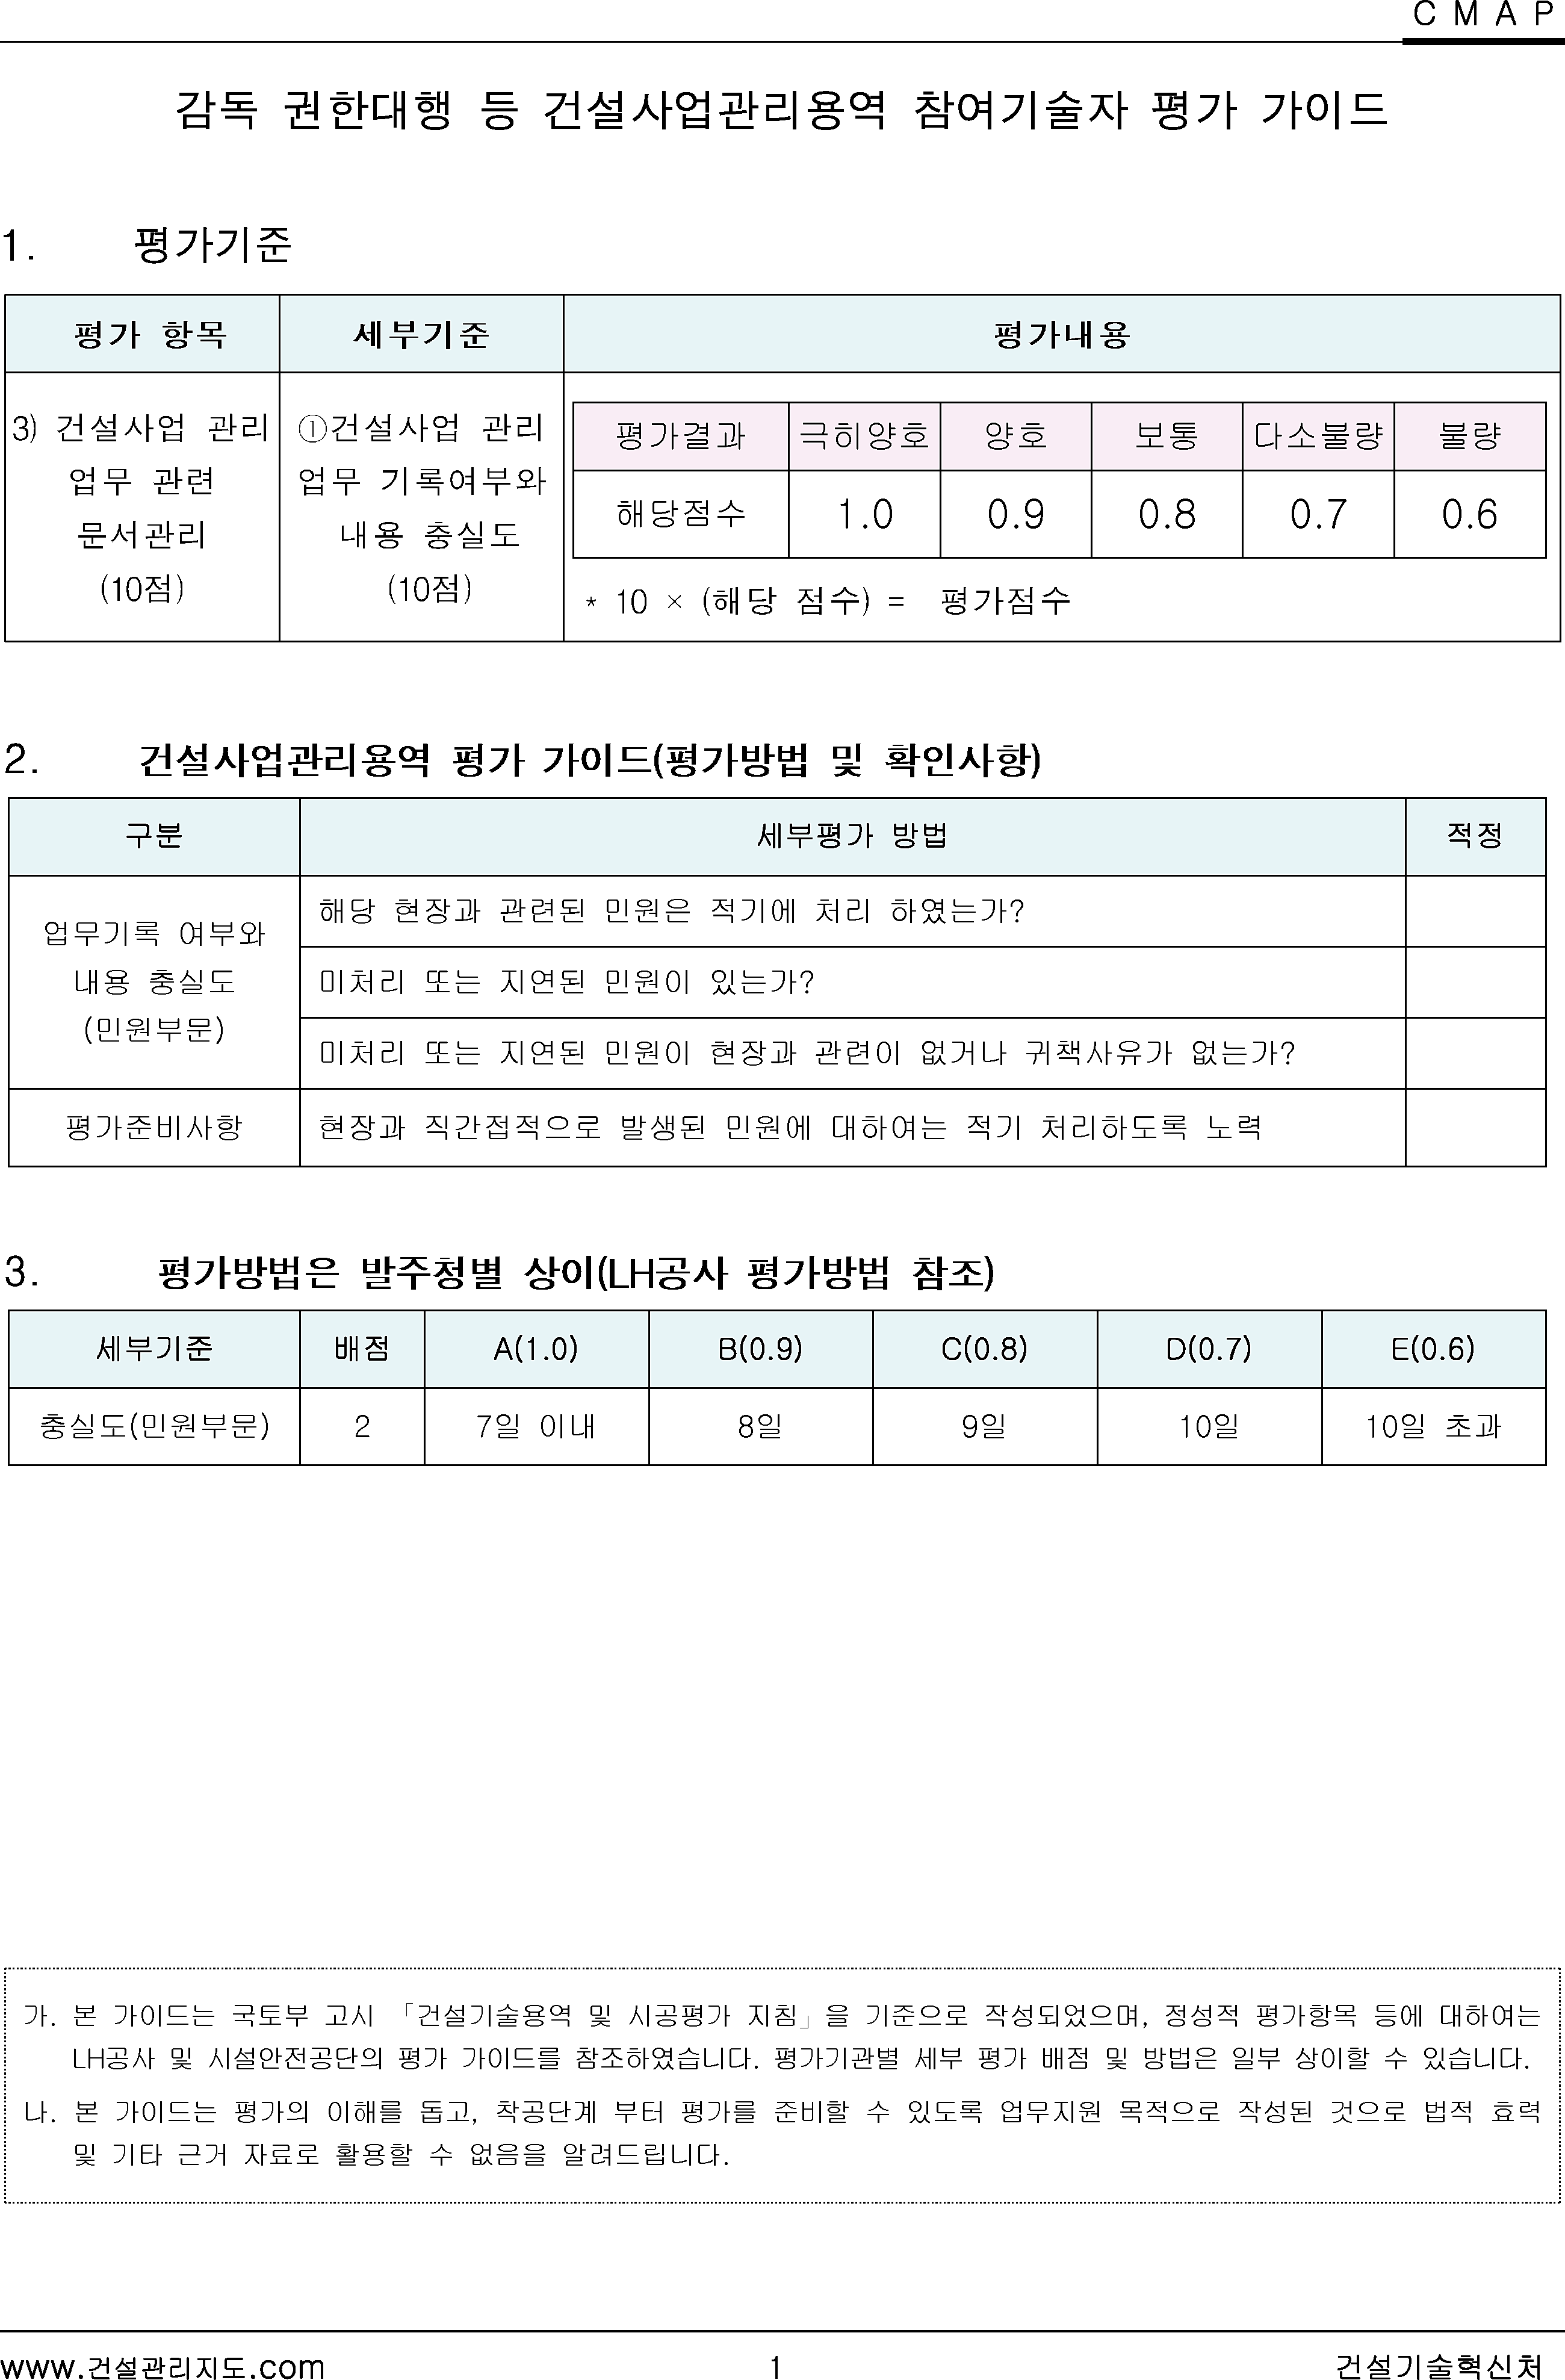 C M A P
감독 권한대행 등 건설사업관리용역 참여기술자 평가 가이드
1. 평가기준
평가 항목 세부기준 평가내용
3) 건설사업 관리
업무 관련
문서관리
(10점)
①건설사업 관리
업무 기록여부와
내용 충실도
(10점)
평가결과 극히양호 양호 보통 다소불량 불량
해당점수 1.0 0.9 0.8 0.7 0.6
* 10 × (해당 점수) = 평가점수
2. 건설사업관리용역 평가 가이드(평가방법 및 확인사항)
구분 세부평가 방법 적정
업무기록 여부와
내용 충실도
(민원부문)
해당 현장과 관련된 민원은 적기에 처리 하였는가?
미처리 또는 지연된 민원이 있는가?
미처리 또는 지연된 민원이 현장과 관련이 없거나 귀책사유가 없는가?
평가준비사항 현장과 직간접적으로 발생된 민원에 대하여는 적기 처리하도록 노력
3. 평가방법은 발주청별 상이(LH공사 평가방법 참조)
세부기준 배점 A(1.0) B(0.9) C(0.8) D(0.7) E(0.6)
충실도(민원부문) 2 7일 이내 8일 9일 10일 10일 초과
가. 본 가이드는 국토부 고시 「건설기술용역 및 시공평가 지침」을 기준으로 작성되었으며, 정성적 평가항목 등에 대하여는
LH공사 및 시설안전공단의 평가 가이드를 참조하였습니다. 평가기관별 세부 평가 배점 및 방법은 일부 상이할 수 있습니다.
나. 본 가이드는 평가의 이해를 돕고, 착공단계 부터 평가를 준비할 수 있도록 업무지원 목적으로 작성된 것으로 법적 효력
및 기타 근거 자료로 활용할 수 없음을 알려드립니다.
www.건설관리지도.com 1 건설기술혁신처